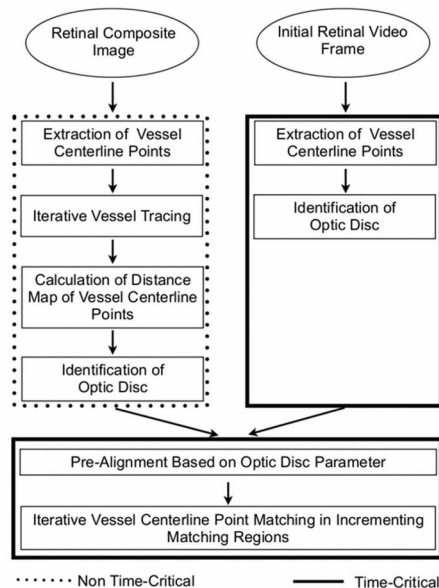 Retinal Composite
Image
Initial Retinal Video
Frame
Extraction of Vessel
Centerline Points
Iterative Vessel Tracing
Calculation of Distance
Map of Vessel Centerline
Points
Identification of
Optic Disc
Extraction of Vessel
Centerline Points
Identification of
Optic Disc
Pre-Alignment Based on Optic Disc Parameter
Iterative Vessel Centerline Point Matching in Incrementing
Matching Regions
Non Time-Critical
Time-Critical